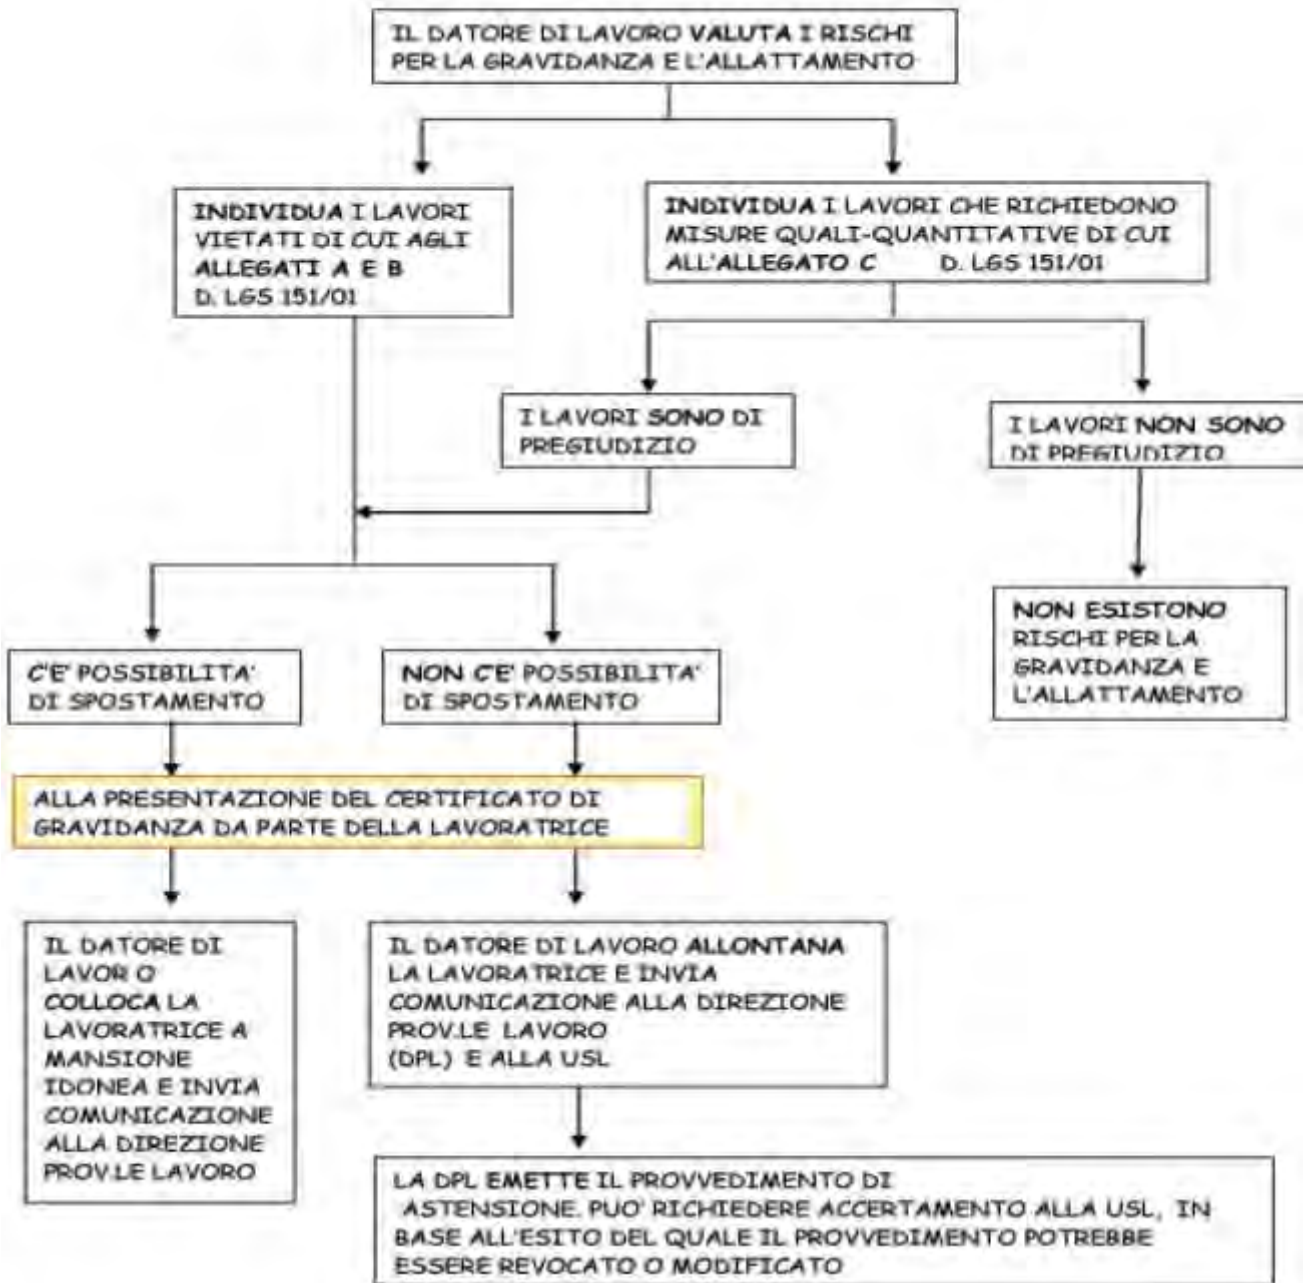 IL DATORE DI LAVORO VALUTA I RISCHI
PER LA GRAVIDANZA E L'ALLATTAMENTO
INDIVIDUA I LAVORI
VIETATI DI CUI AGLI
ALLEGATI A E B
D. LGS 151/01
INDIVIDUA I LAVORI CHE RICHIEDONO
MISURE QUALI-QUANTITATIVE DI CUI
ALL'ALLEGATO C D. LGS 151/01
I LAVORI SONO DI
PREGIUDIZIO
I LAVORI NON SONO
DI PREGIUDIZIO
C'E' POSSIBILITA'
DI SPOSTAMENTO
NON C'E' POSSIBILITA'
DI SPOSTAMENTO
NON ESISTONO
RISCHI PER LA
GRAVIDANZA E
L'ALLATTAMENTO
ALLA PRESENTAZIONE DEL CERTIFICATO DI
GRAVIDANZA DA PARTE DELLA LAVORATRICE
IL DATORE DI
LAVOR O
COLLOCA LA
LAVORATRICE A
MANSIONE
IDONEA E INVIA
COMUNICAZIONE
ALLA DIREZIONE
PROV.LE LAVORO
IL DATORE DI LAVORO ALLONTANA
LA LAVORATRICE E INVIA
COMUNICAZIONE ALLA DIREZIONE
PROV.LE LAVORO
(DPL) E ALLA USL
LA DPL EMETTE IL PROVVEDIMENTO DI
ASTENSIONE. PUO' RICHIEDERE ACCERTAMENTO ALLA USL, IN
BASE ALL'ESITO DEL QUALE IL PROVVEDIMENTO POTREBBE
ESSERE REVOCATO O MODIFICATO